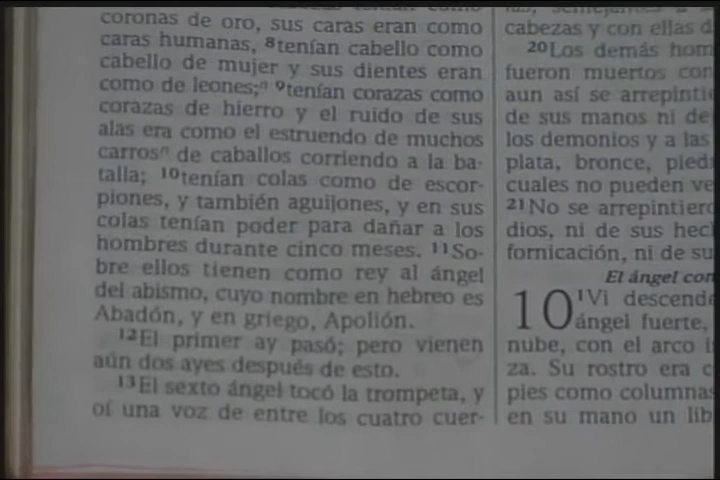 coronas de oro, sus caras eran como
caras humanas, 8tenían cabello como
cabello de mujer y sus dientes eran
como de leones;ñ 9tenían corazas como
corazas de hierro y el ruido de sus
alas era como el estruendo de muchos
carrosn de caballos corriendo a la ba-
talla; 10tenían colas como de escor-
piones, y también aguijones, y en sus
colas tenían poder para dañar a los
hombres durante cinco meses. 11So-
bre ellos tienen como rey al ángel
del abismo, cuyo nombre en hebreo es
Abadón, y en griego, Apolión.
12El primer ay pasó; pero vienen
aún dos ayes después de esto.
13El sexto ángel tocó la trompeta, y
oí una voz de entre los cuatro cuer-
cabezas y con ellas d
20Los demás hom
fueron muertos con
aun así se arrepinti
de sus manos ni de
los demonios y a las
plata, bronce, pied
cuales no pueden ve
21No se arrepintiero
dios, ni de sus hech
fornicación, ni de su
El ángel con
10 1Vi descende
ángel fuerte,
nube, con el arco i
za. Su rostro era c
pies como columnas
en su mano un lib